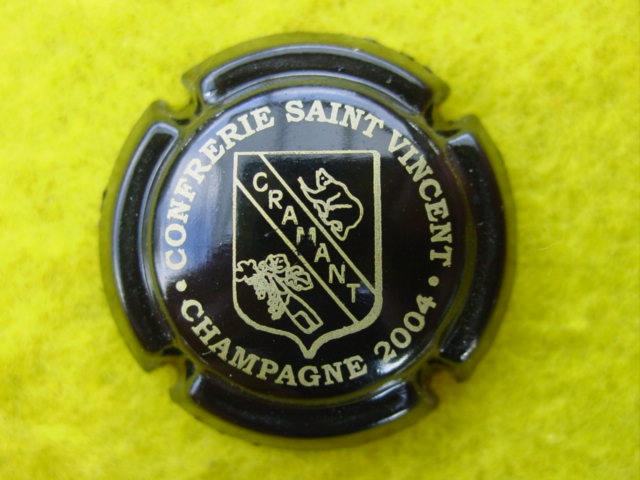 CONFRERIE SAINT VINCENT
CRAMANT
CHAMPAGNE 2004